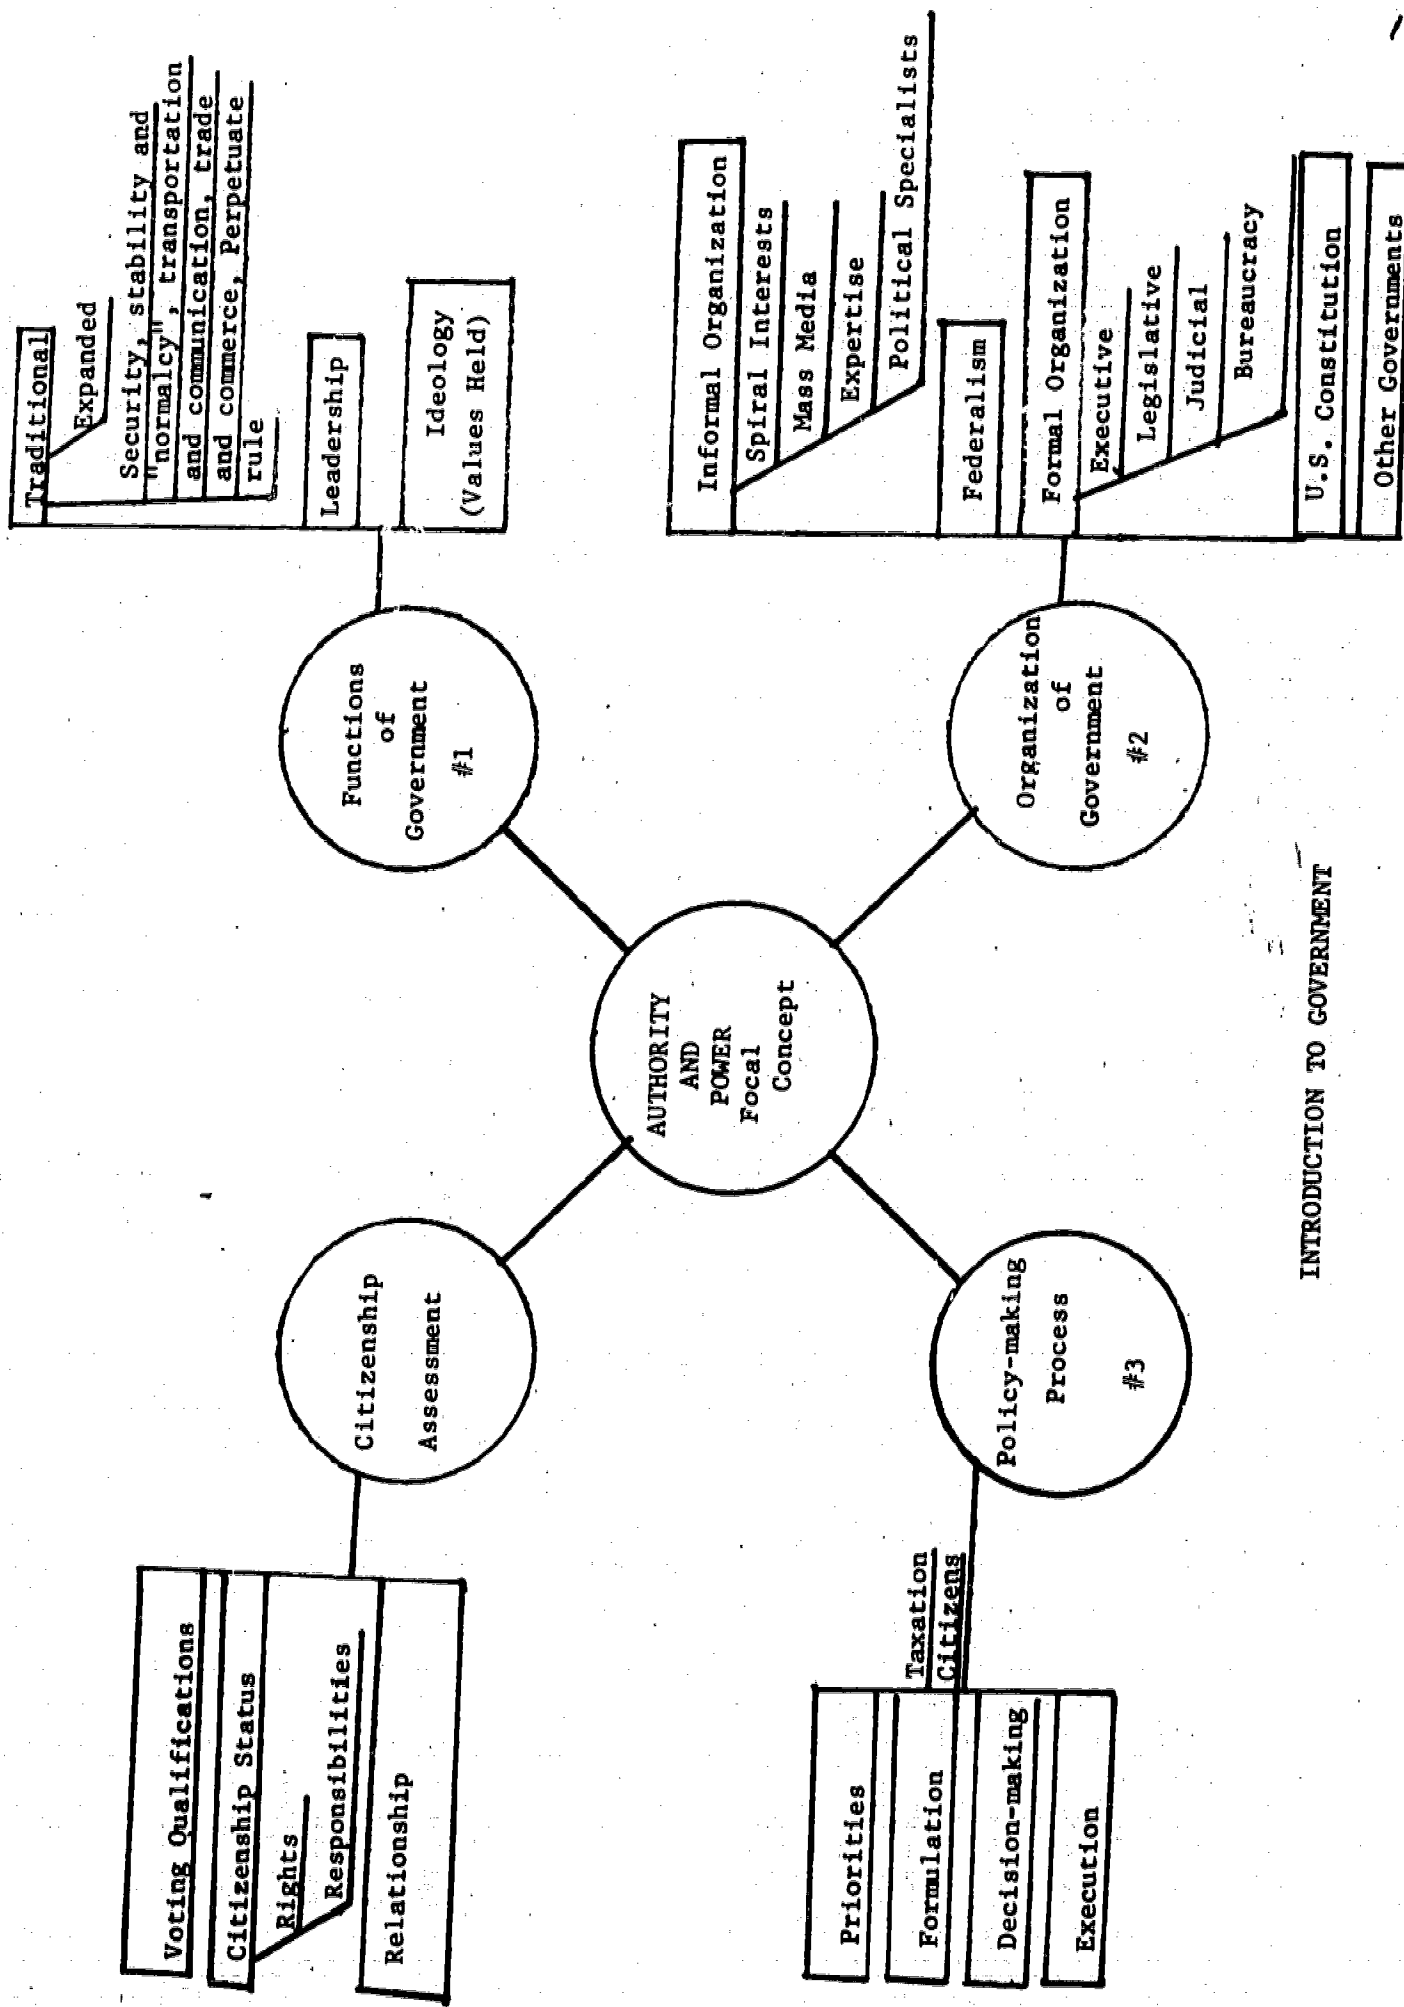 Voting Qualifications
Citizenship Status
Rights
Responsibilities
Relationship
Citizenship
Assessment
Traditional
Expanded
Security, stability and
"normalcy", transportation
and communication, trade
and commerce, Perpetuate
rule
Leadership
Ideology
(Values Held)
Functions
of
Government
#1
AUTHORITY
AND
POWER
Focal
Concept
Priorities
Formulation
Decision-making
Execution
Taxation
Citizens
Policy-making
Process
#3
Organization
of
Government
#2
Informal Organization
Spiral Interests
Mass Media
Expertise
Political Specialists
Federalism
Formal Organization
Executive
Legislative
Judicial
Bureaucracy
U.S. Constitution
Other Governments
INTRODUCTION TO GOVERNMENT